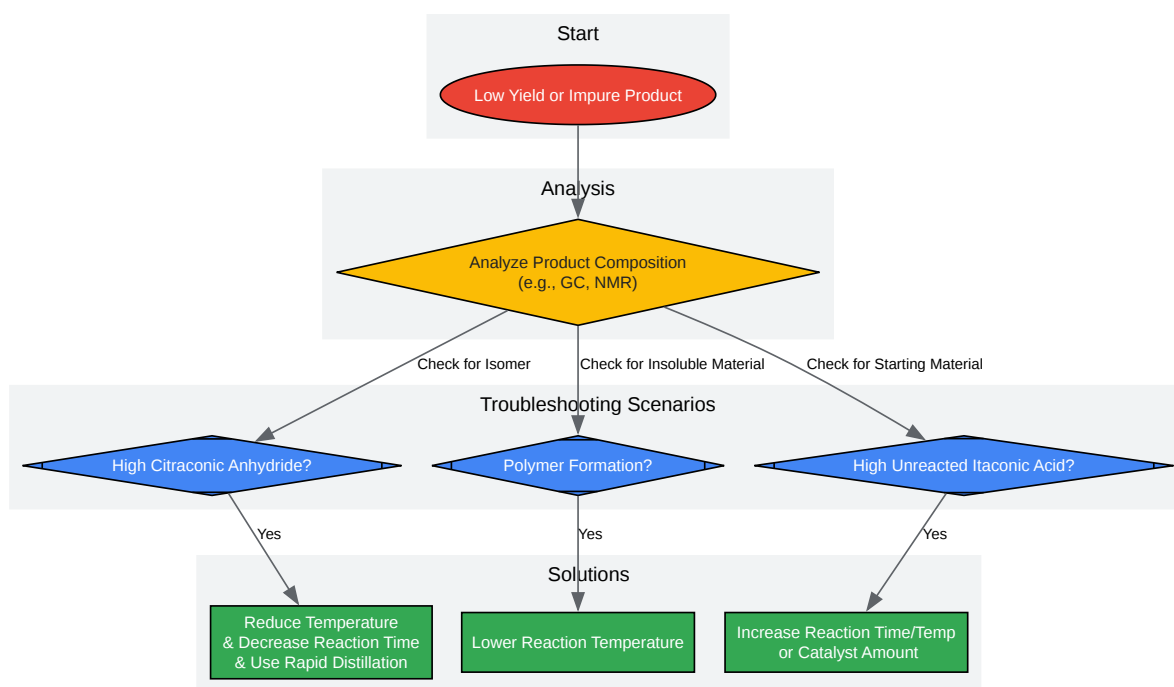 Start
Low Yield or Impure Product
Analysis
Analyze Product Composition
(e.g., GC, NMR)
Check for Isomer
Check for Insoluble Material
Check for Starting Material
Troubleshooting Scenarios
High Citraconic Anhydride?
Polymer Formation?
High Unreacted Itaconic Acid?
Yes
Yes
Yes
Solutions
Reduce Temperature
& Decrease Reaction Time
& Use Rapid Distillation
Lower Reaction Temperature
Increase Reaction Time/Temp
or Catalyst Amount